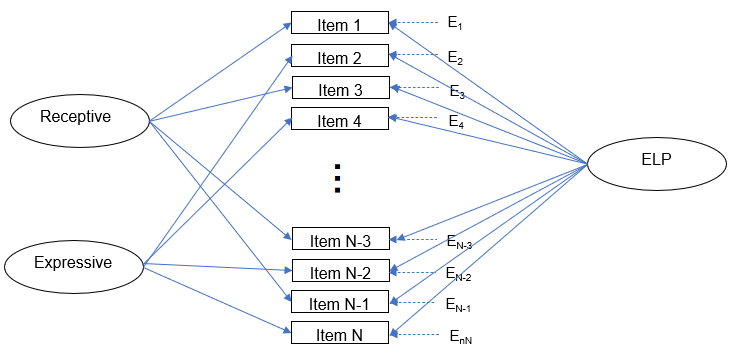 Item 1
E1
Item 2
E2
Item 3
E3
Receptive
Item 4
E4
ELP
...
Item N-3
EN-3
Expressive
Item N-2
EN-2
Item N-1
EN-1
Item N
EnN